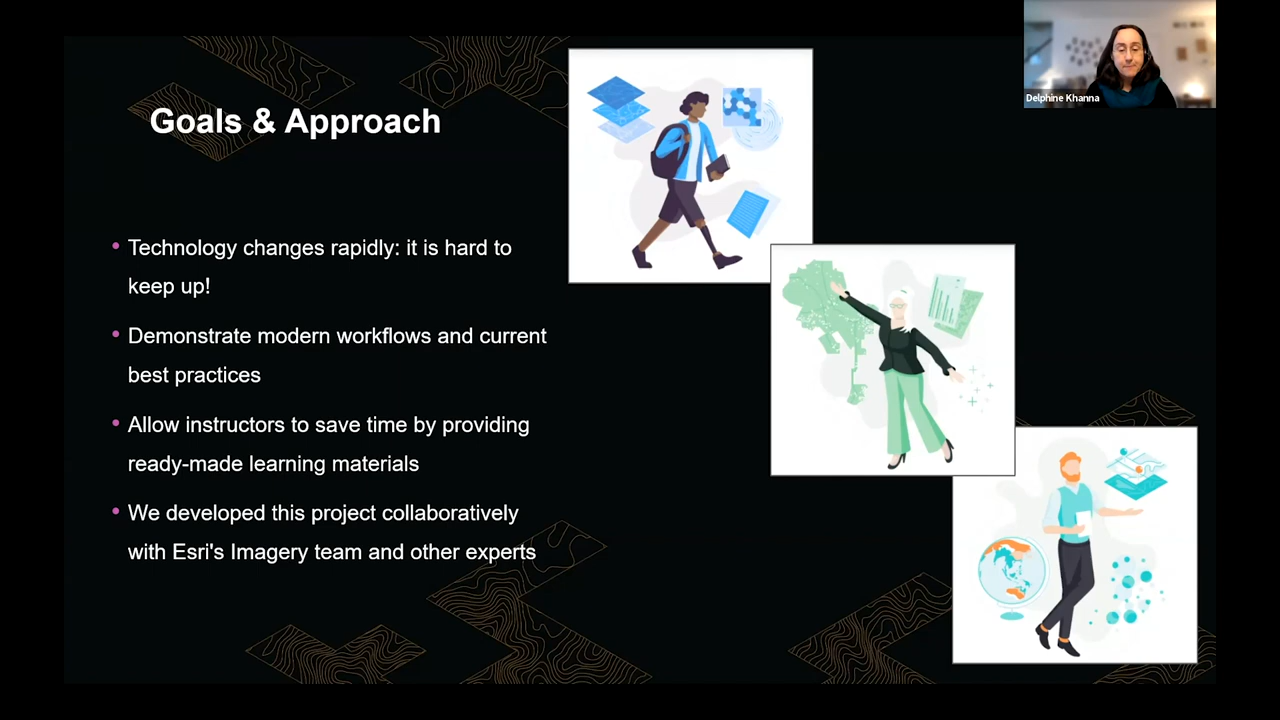 Delphine Khanna
Goals & Approach
• Technology changes rapidly: it is hard to
keep up!
• Demonstrate modern workflows and current
best practices
• Allow instructors to save time by providing
ready-made learning materials
• We developed this project collaboratively
with Esri's Imagery team and other experts